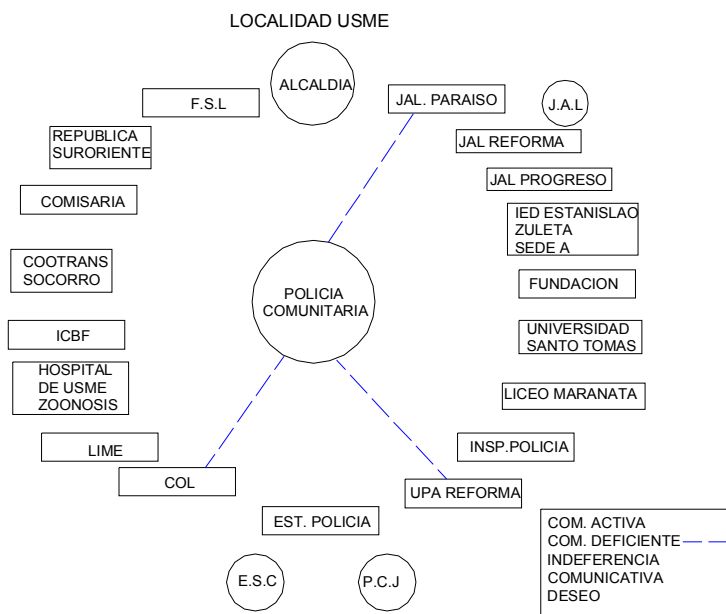 LOCALIDAD USME
ALCALDIA
F.S.L
JAL. PARAISO
J.A.L
REPUBLICA
SURORIENTE
JAL REFORMA
COMISARIA
JAL PROGRESO
IED ESTANISLAO
ZULETA
SEDE A
COOTRANS
SOCORRO
FUNDACION
POLICIA
COMUNITARIA
ICBF
UNIVERSIDAD
SANTO TOMAS
HOSPITAL
DE USME
ZOONOSIS
LICEO MARANATA
LIME
INSP.POLICIA
COL
UPA REFORMA
EST. POLICIA
E.S.C
P.C.J
COM. ACTIVA
COM. DEFICIENTE
INDEFERENCIA
COMUNICATIVA
DESEO